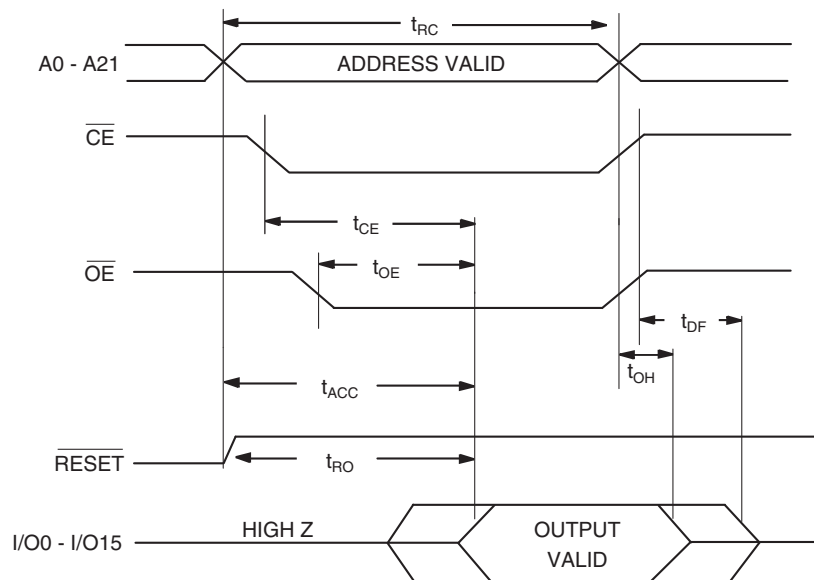 tRC
A0 - A21 ADDRESS VALID
CE
tCE
OE tOE
tDF
tOH
tACC
RESET tRO
I/O0 - I/O15 HIGH Z OUTPUT
VALID